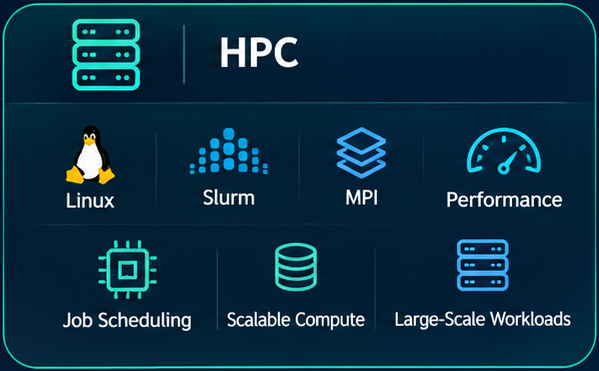 HPC
Linux
Slurm
MPI
Performance
Job Scheduling
Scalable Compute
Large-Scale Workloads